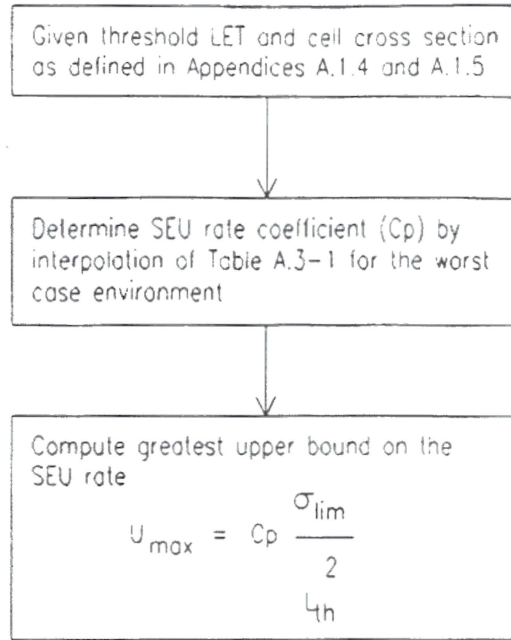 Given threshold LET and cell cross section
as defined in Appendices A.1.4 and A.1.5
Determine SEU rate coefficient (Cp) by
interpolation of Table A.3-1 for the worst
case environment
Compute greatest upper bound on the
SEU rate
U max = Cp σ lim
2
L th